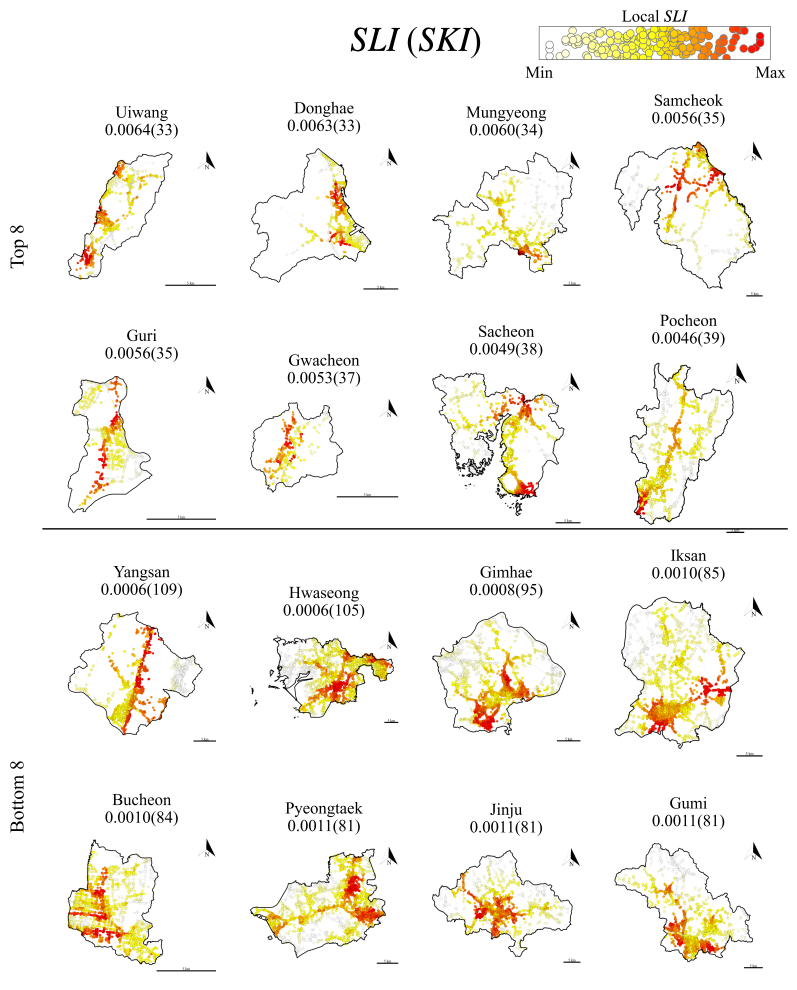 SLI (SKI)
Local SLI
Min
Max
Top 8
Uiwang
0.0064(33)
N
Donghae
0.0063(33)
N
Mungyeong
0.0060(34)
N
Samcheok
0.0056(35)
N
Guri
0.0056(35)
N
Gwacheon
0.0053(37)
N
Sacheon
0.0049(38)
N
Pocheon
0.0046(39)
N
Bottom 8
Yangsan
0.0006(109)
N
Hwaseong
0.0006(105)
N
Gimhae
0.0008(95)
N
Iksan
0.0010(85)
N
Bucheon
0.0010(84)
N
Pyeongtaek
0.0011(81)
N
Jinju
0.0011(81)
N
Gumi
0.0011(81)
N